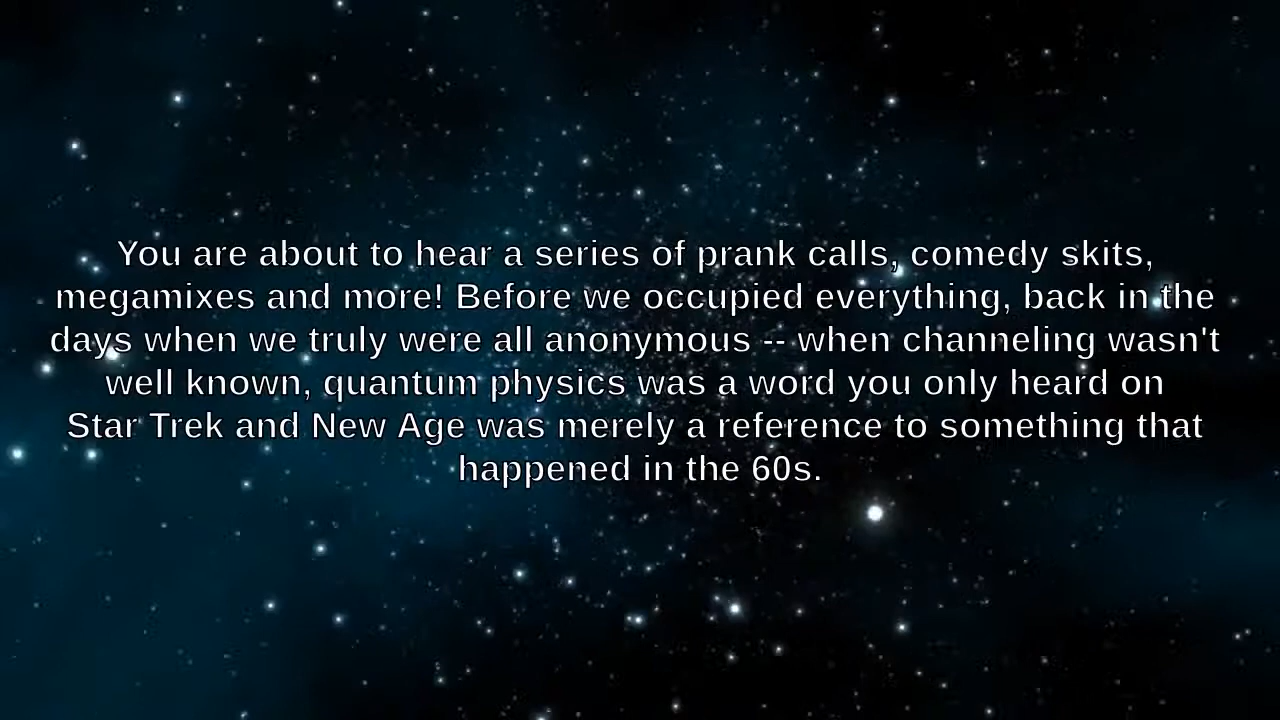 You are about to hear a series of prank calls, comedy skits,
megamixes and more! Before we occupied everything, back in the
days when we truly were all anonymous -- when channeling wasn't
well known, quantum physics was a word you only heard on
Star Trek and New Age was merely a reference to something that
happened in the 60s.